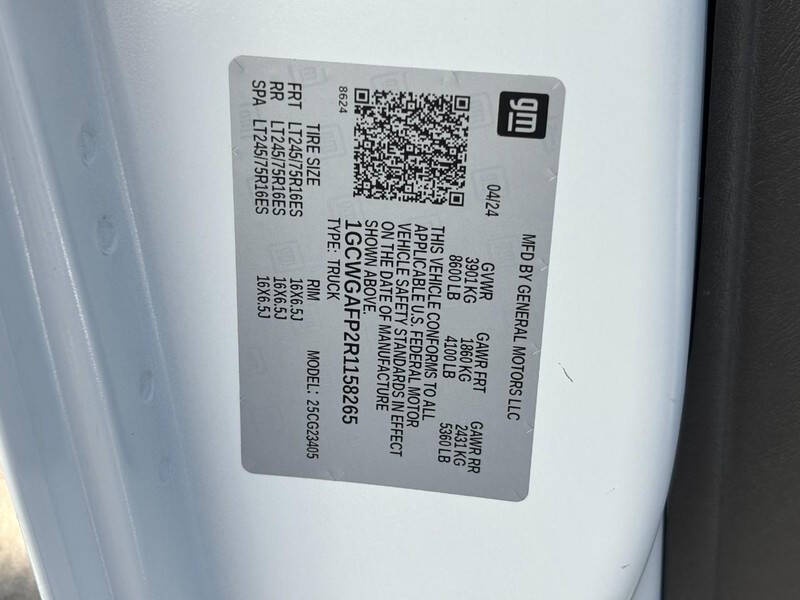 gm
04/24
8624
MFD BY GENERAL MOTORS LLC
GVWR GAWR FRT GAWR RR
3901 KG 1860 KG 2431 KG
8600 LB 4100 LB 5360 LB
THIS VEHICLE CONFORMS TO ALL
APPLICABLE U.S. FEDERAL MOTOR
VEHICLE SAFETY STANDARDS IN EFFECT
ON THE DATE OF MANUFACTURE
SHOWN ABOVE.
1GCWGAFP2R1158265
TYPE: TRUCK MODEL: 25CG23405
TIRE SIZE RIM
FRT LT245/75R16ES 16X6.5J
RR LT245/75R16ES 16X6.5J
SPA LT245/75R16ES 16X6.5J